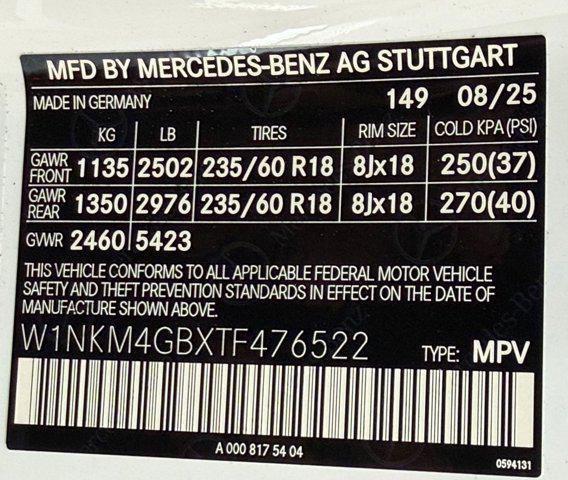 MFD BY MERCEDES-BENZ AG STUTTGART
MADE IN GERMANY 149 08/25
KG LB TIRES RIM SIZE COLD KPA (PSI)
GAWR FRONT 1135 2502 235/60 R18 8Jx18 250(37)
GAWR REAR 1350 2976 235/60 R18 8Jx18 270(40)
GVWR 2460 5423
THIS VEHICLE CONFORMS TO ALL APPLICABLE FEDERAL MOTOR VEHICLE
SAFETY AND THEFT PREVENTION STANDARDS IN EFFECT ON THE DATE OF
MANUFACTURE SHOWN ABOVE.
W1NKM4GBXTF476522 TYPE: MPV
A 000 817 54 04
0594131